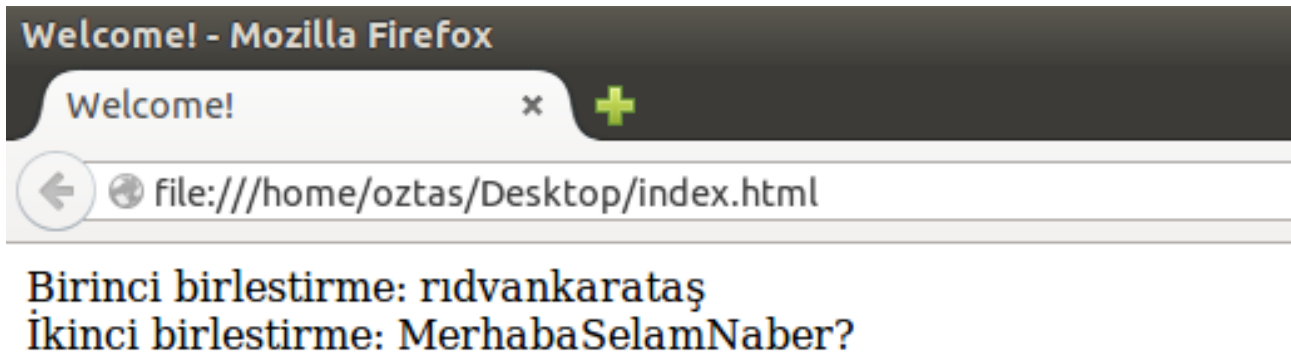 Welcome! - Mozilla Firefox
Welcome!
file:///home/oztas/Desktop/index.html
Birinci birlestirme: rıdvankarataş
İkinci birlestirme: MerhabaSelamNaber?